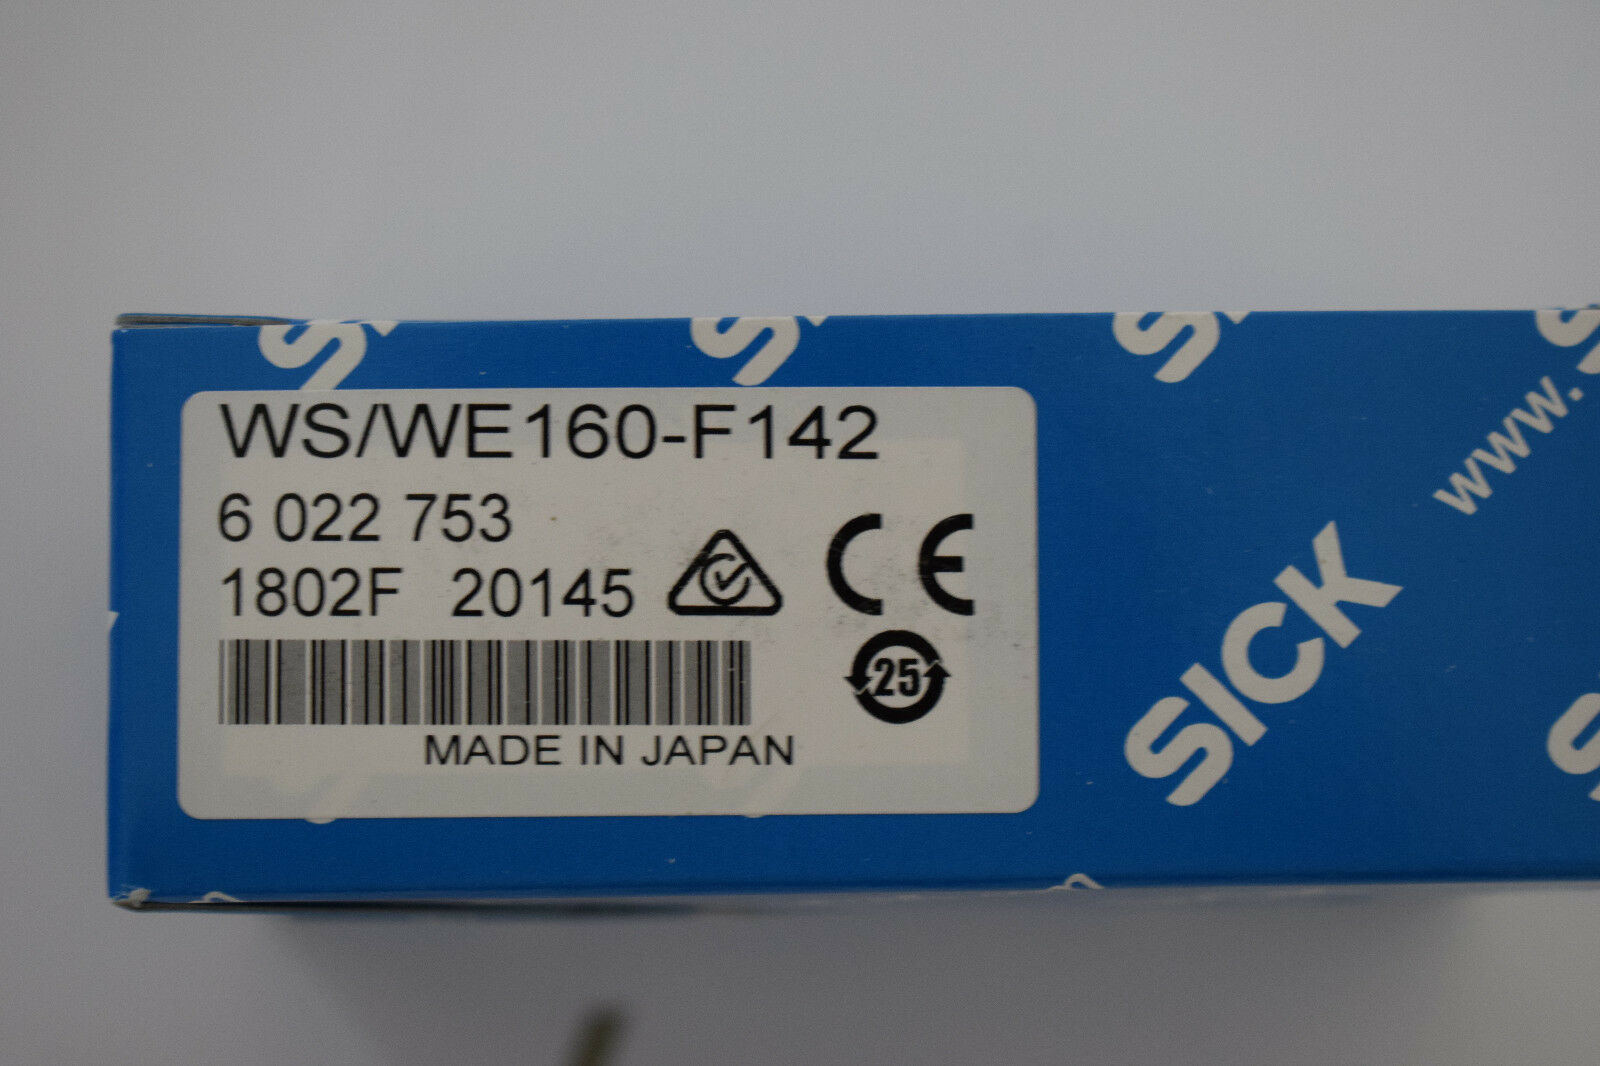 WS/WE160-F142
6 022 753
1802F 20145
CE
25
MADE IN JAPAN
SICK
www.